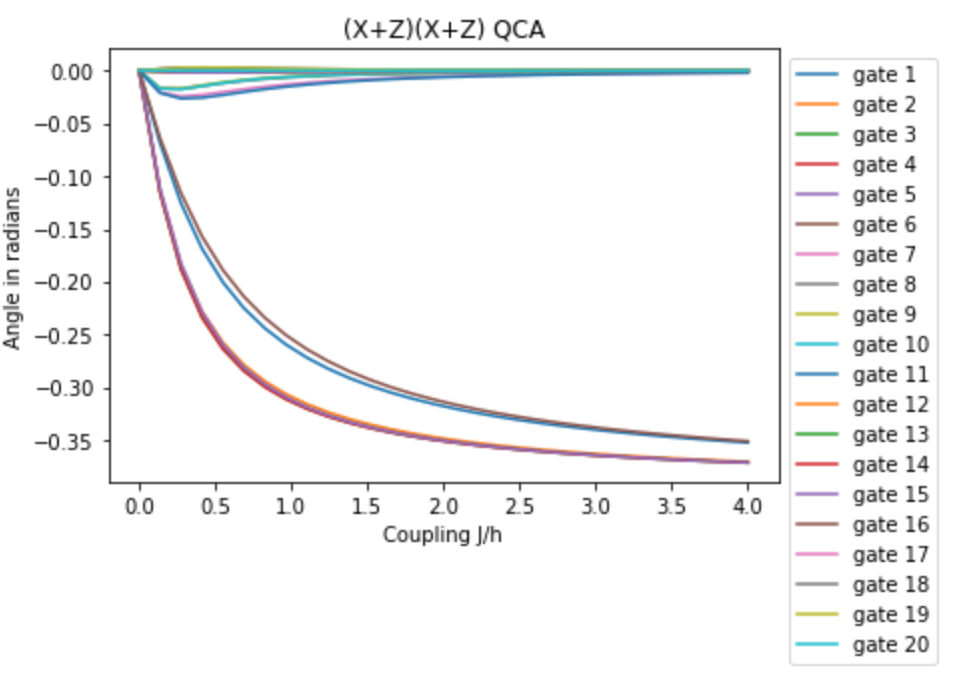 (X+Z)(X+Z) QCA
Angle in radians
0.00
−0.05
−0.10
−0.15
−0.20
−0.25
−0.30
−0.35
0.0 0.5 1.0 1.5 2.0 2.5 3.0 3.5 4.0
Coupling J/h
gate 1
gate 2
gate 3
gate 4
gate 5
gate 6
gate 7
gate 8
gate 9
gate 10
gate 11
gate 12
gate 13
gate 14
gate 15
gate 16
gate 17
gate 18
gate 19
gate 20